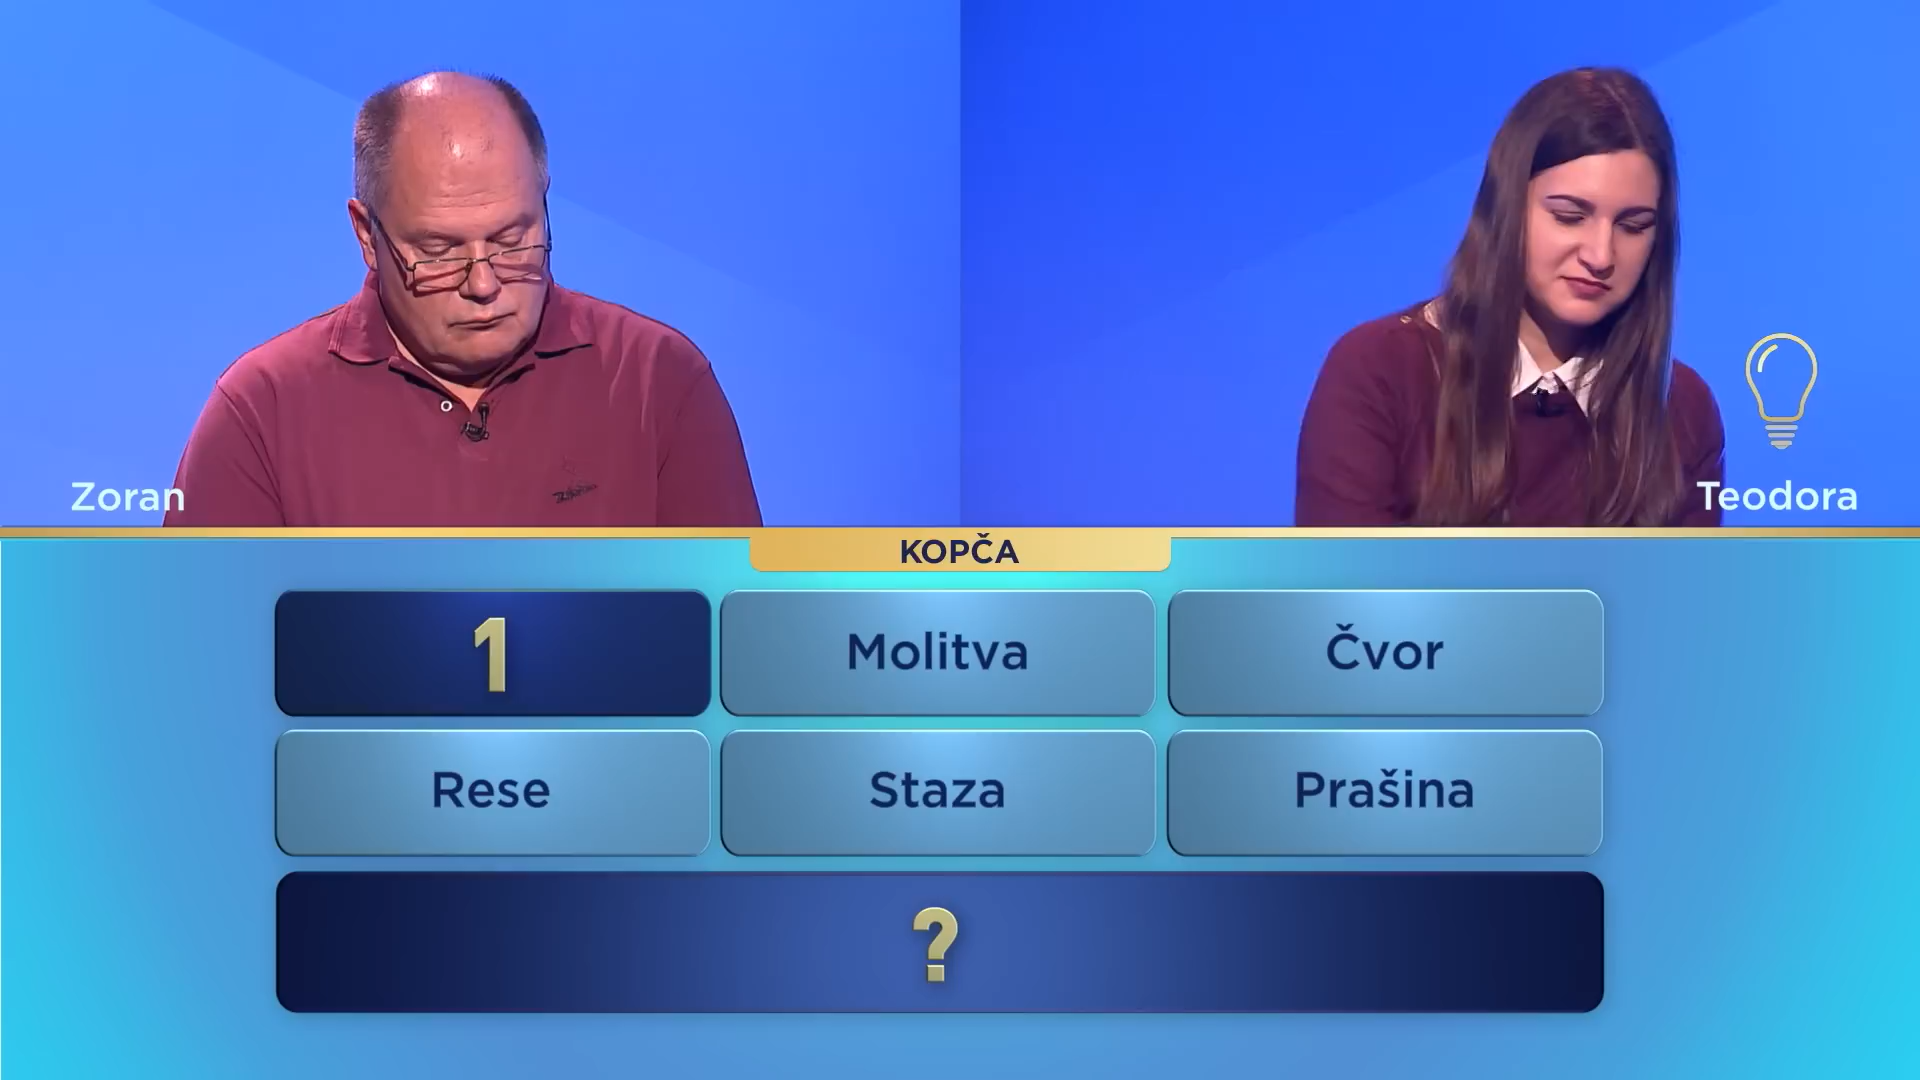 Zoran
Teodora
KOPČA
1
Molitva
Čvor
Rese
Staza
Prašina
?